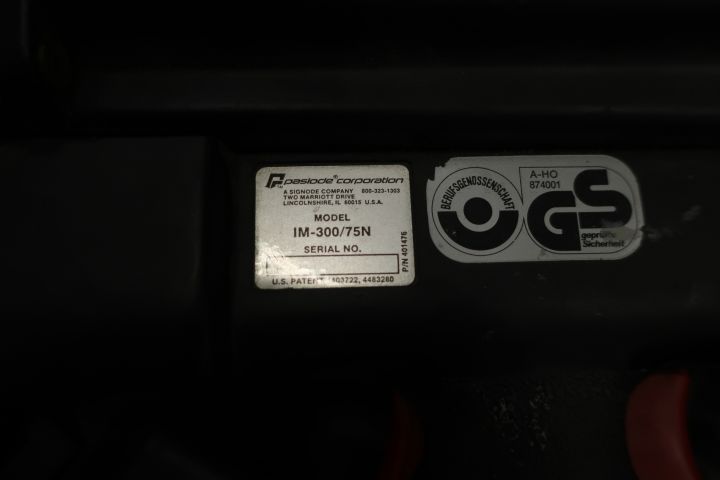 paslode® corporation
A SIGNODE COMPANY 800-323-1303
TWO MARRIOTT DRIVE
LINCOLNSHIRE, IL 60015 U.S.A.
MODEL
IM-300/75N
SERIAL NO.
P/N 401476
U.S. PATENT 4483280
BERUFSGENOSSENSCHAFT
A-HO
874001
GS
geprüfte
Sicherheit